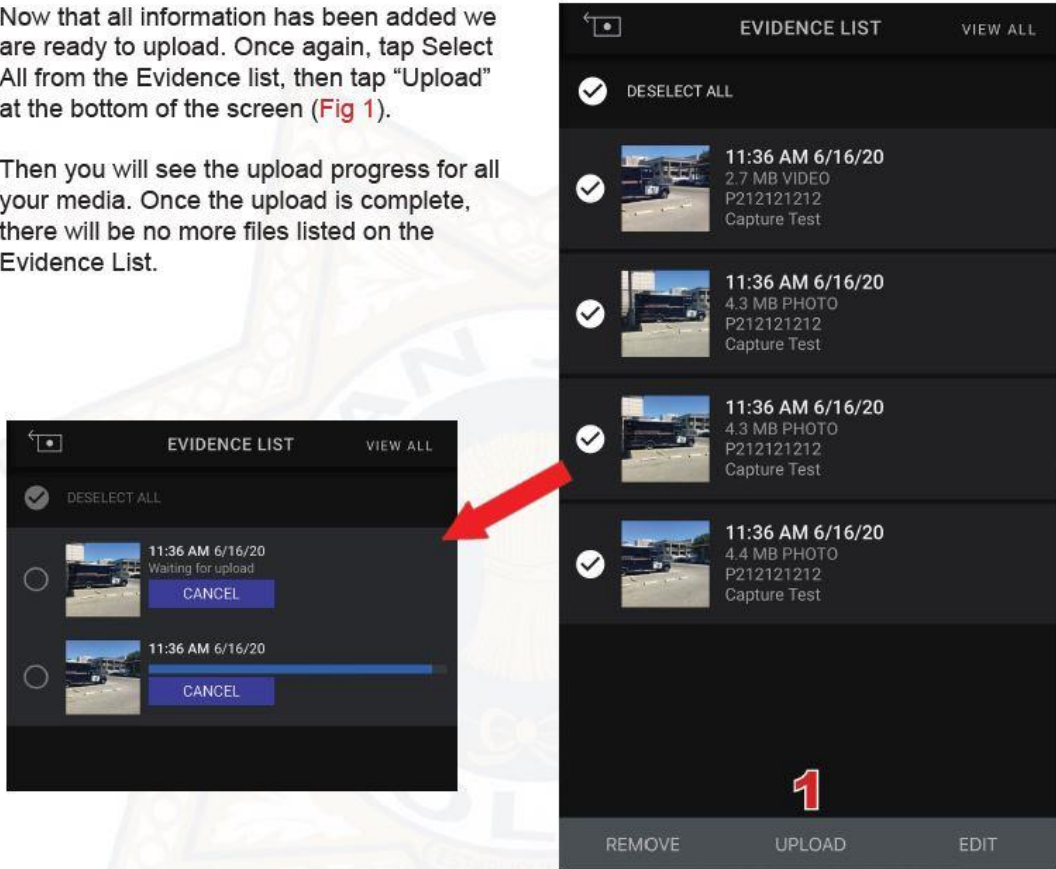 Now that all information has been added we
are ready to upload. Once again, tap Select
All from the Evidence list, then tap “Upload”
at the bottom of the screen (Fig 1).
Then you will see the upload progress for all
your media. Once the upload is complete,
there will be no more files listed on the
Evidence List.
EVIDENCE LIST VIEW ALL
DESELECT ALL
11:36 AM 6/16/20
Waiting for upload
CANCEL
11:36 AM 6/16/20
CANCEL
EVIDENCE LIST VIEW ALL
DESELECT ALL
11:36 AM 6/16/20
2.7 MB VIDEO
P212121212
Capture Test
11:36 AM 6/16/20
4.3 MB PHOTO
P212121212
Capture Test
11:36 AM 6/16/20
4.3 MB PHOTO
P212121212
Capture Test
11:36 AM 6/16/20
4.4 MB PHOTO
P212121212
Capture Test
1
REMOVE UPLOAD EDIT